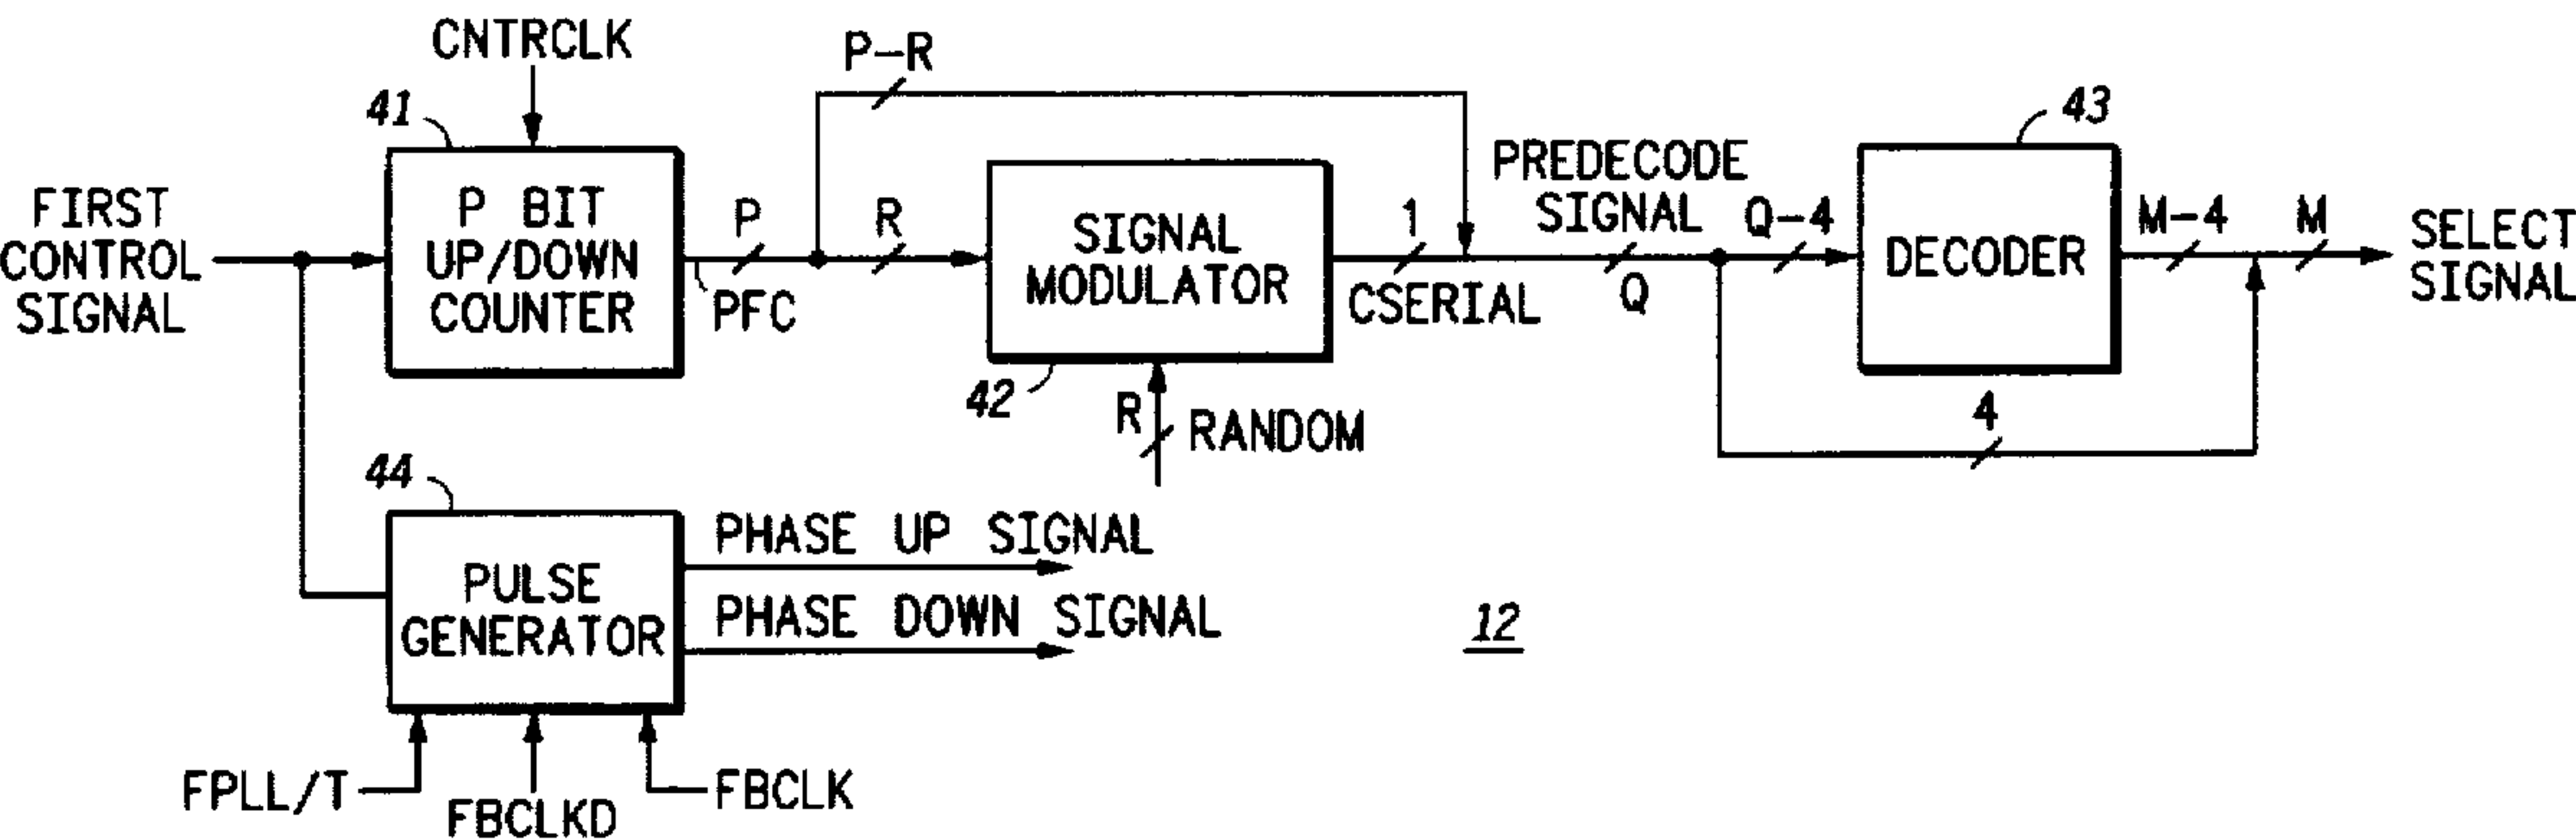 CNTRCLK
P-R
41
43
PREDECODE
SIGNAL
FIRST
CONTROL
SIGNAL
P BIT
UP/DOWN
COUNTER
P
PFC
R
SIGNAL
MODULATOR
1
CSERIAL
Q
Q-4
DECODER
M-4
M
SELECT
SIGNAL
42
R
RANDOM
4
44
PULSE
GENERATOR
PHASE UP SIGNAL
PHASE DOWN SIGNAL
12
FPLL/T
FBCLKD
FBCLK